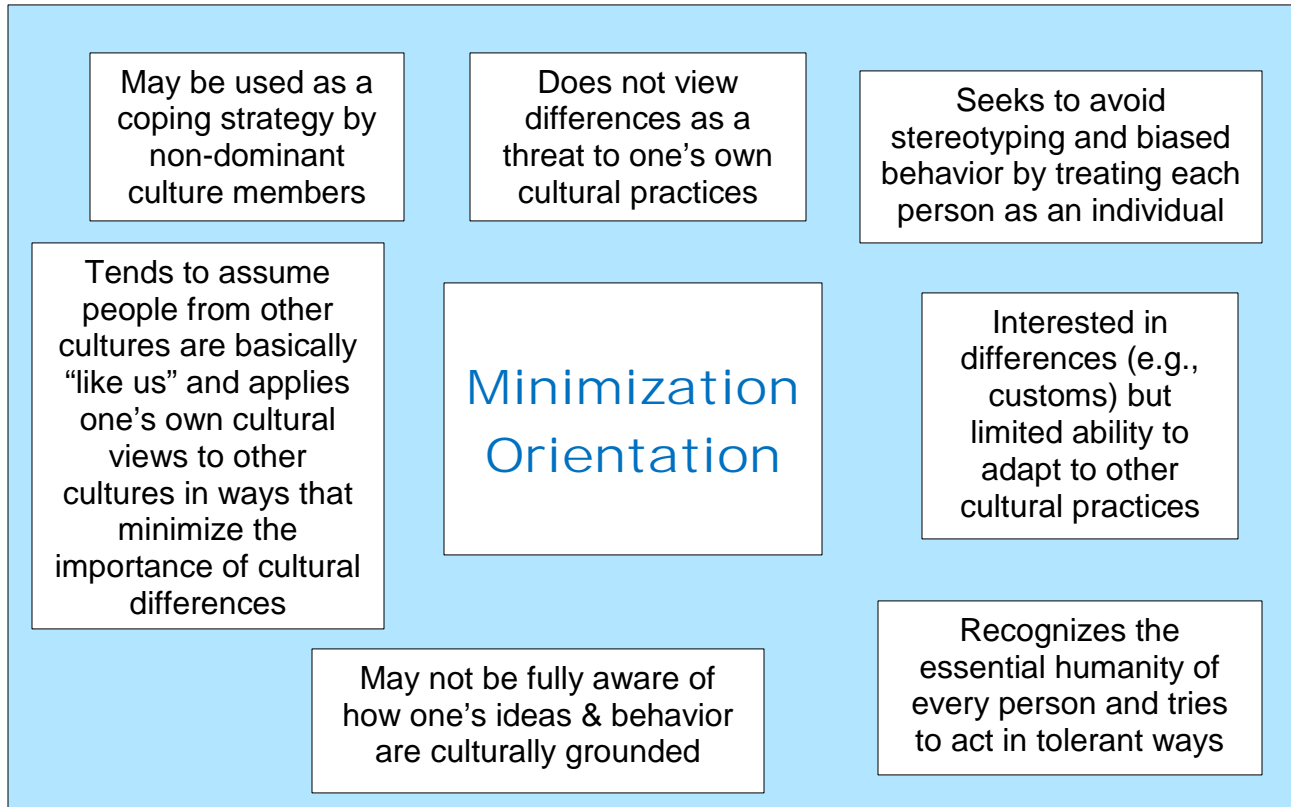 May be used as a
coping strategy by
non-dominant
culture members
Does not view
differences as a
threat to one’s own
cultural practices
Seeks to avoid
stereotyping and biased
behavior by treating each
person as an individual
Tends to assume
people from other
cultures are basically
“like us” and applies
one’s own cultural
views to other
cultures in ways that
minimize the
importance of cultural
differences
Minimization
Orientation
Interested in
differences (e.g.,
customs) but
limited ability to
adapt to other
cultural practices
May not be fully aware of
how one’s ideas & behavior
are culturally grounded
Recognizes the
essential humanity of
every person and tries
to act in tolerant ways